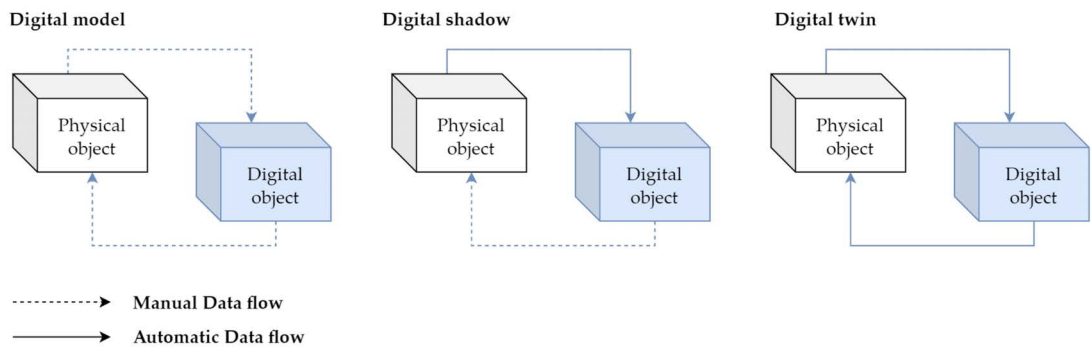 Digital model
Digital shadow
Digital twin
Physical
object
Digital
object
Physical
object
Digital
object
Physical
object
Digital
object
Manual Data flow
Automatic Data flow